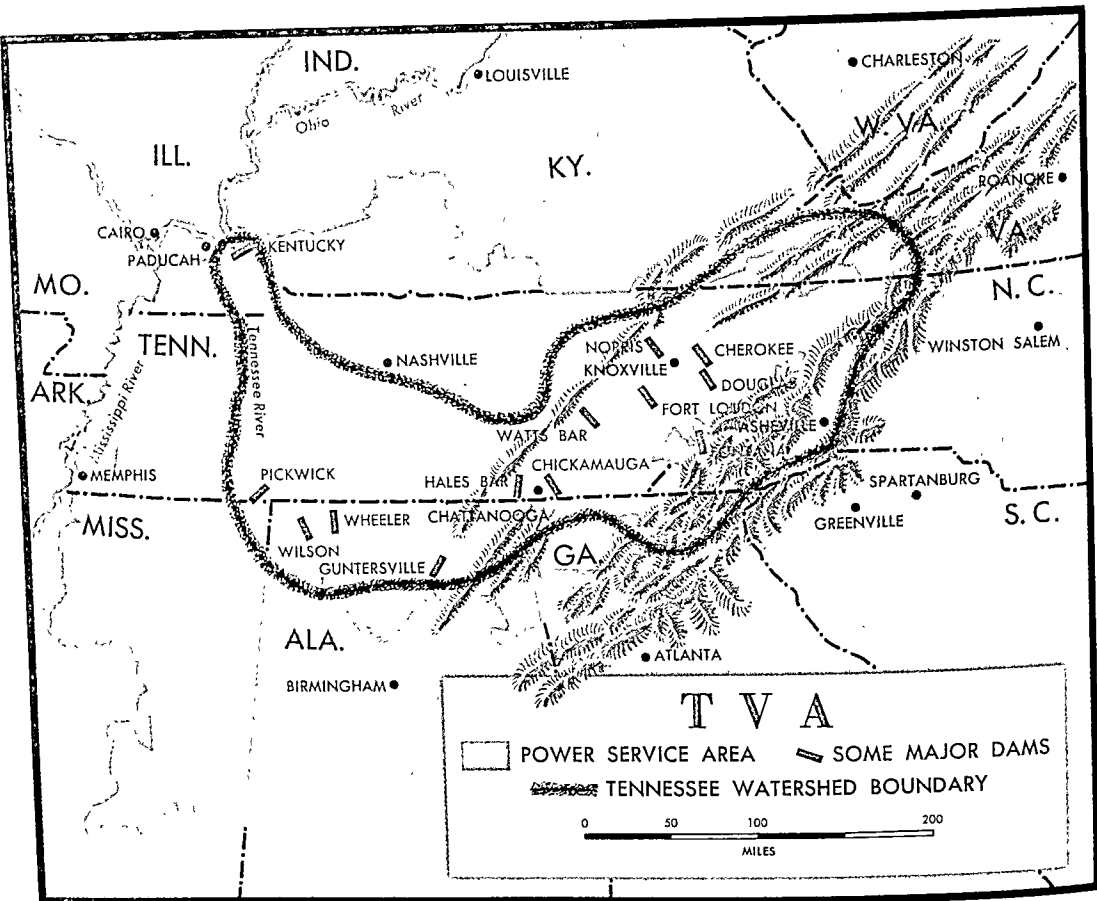 IND.
LOUISVILLE
CHARLESTON
Ohio River
W. VA.
ILL.
KY.
ROANOKE
CAIRO
PADUCAH
KENTUCKY
VA.
MO.
N. C.
TENN.
Tennessee River
NASHVILLE
NORRIS
KNOXVILLE
CHEROKEE
WINSTON SALEM
ARK.
Mississippi River
DOUGLAS
FORT LOUDON
ASHEVILLE
WATTS BAR
MEMPHIS
PICKWICK
HALES BAR
CHICKAMAUGA
SPARTANBURG
MISS.
WHEELER
CHATTANOOGA
GREENVILLE
S. C.
WILSON
GUNTERSVILLE
GA.
ALA.
ATLANTA
BIRMINGHAM
T V A
POWER SERVICE AREA
SOME MAJOR DAMS
TENNESSEE WATERSHED BOUNDARY
0 50 100 200
MILES